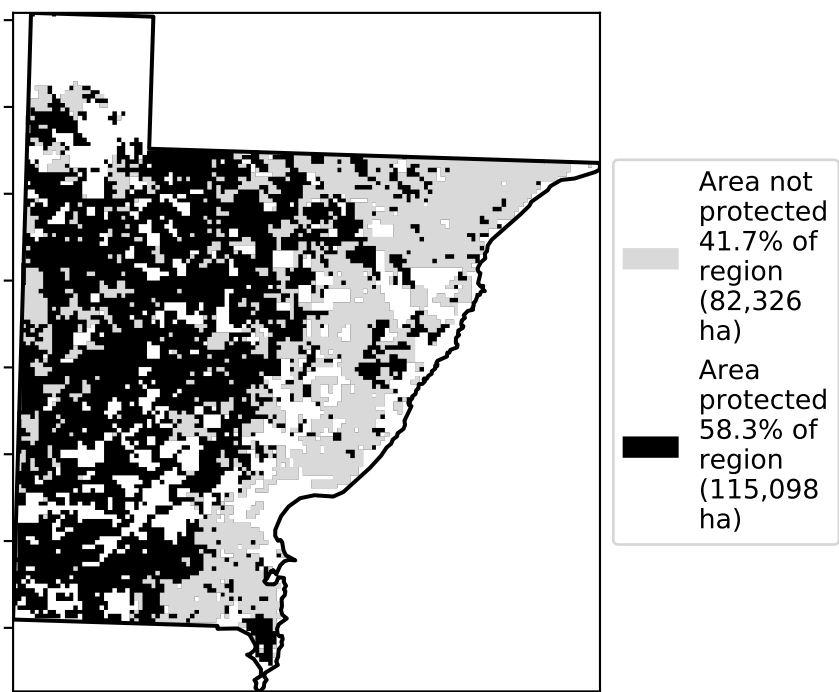 Area not
protected
41.7% of
region
(82,326
ha)
Area
protected
58.3% of
region
(115,098
ha)